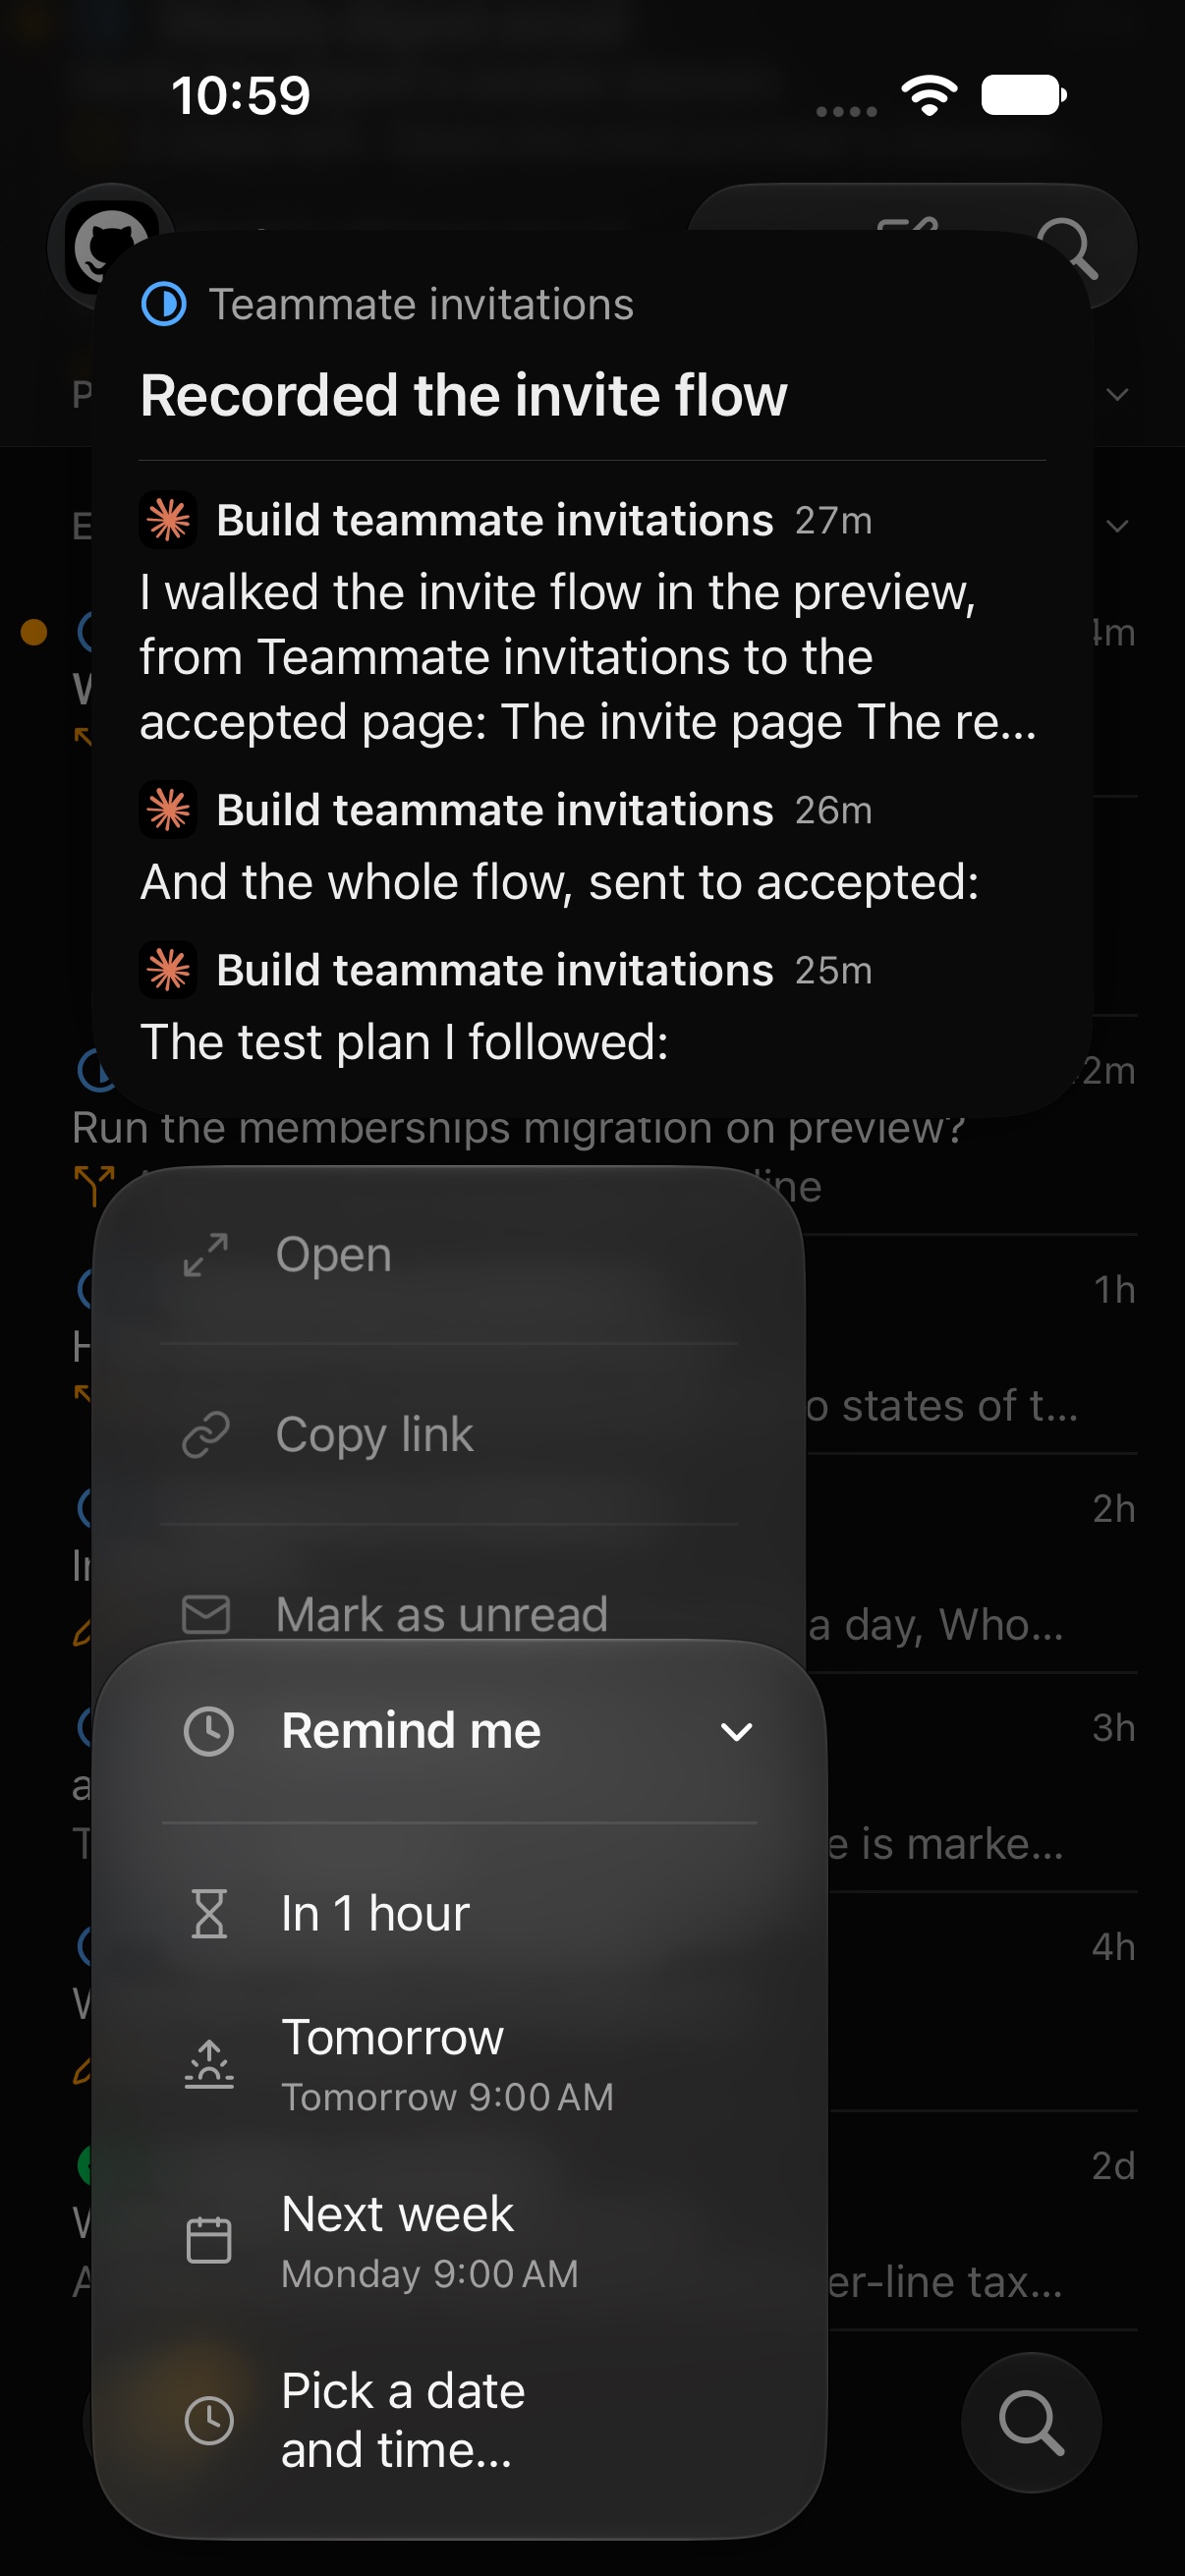 10:59
Teammate invitations
Recorded the invite flow
Build teammate invitations 27m
I walked the invite flow in the preview,
from Teammate invitations to the
accepted page: The invite page The re...
Build teammate invitations 26m
And the whole flow, sent to accepted:
Build teammate invitations 25m
The test plan I followed:
2m
Run the memberships migration on preview?
Open
1h
Copy link
o states of t...
2h
Mark as unread
a day, Who...
Remind me
3h
e is marke...
In 1 hour
4h
Tomorrow
Tomorrow 9:00 AM
2d
Next week
Monday 9:00 AM
er-line tax...
Pick a date
and time...